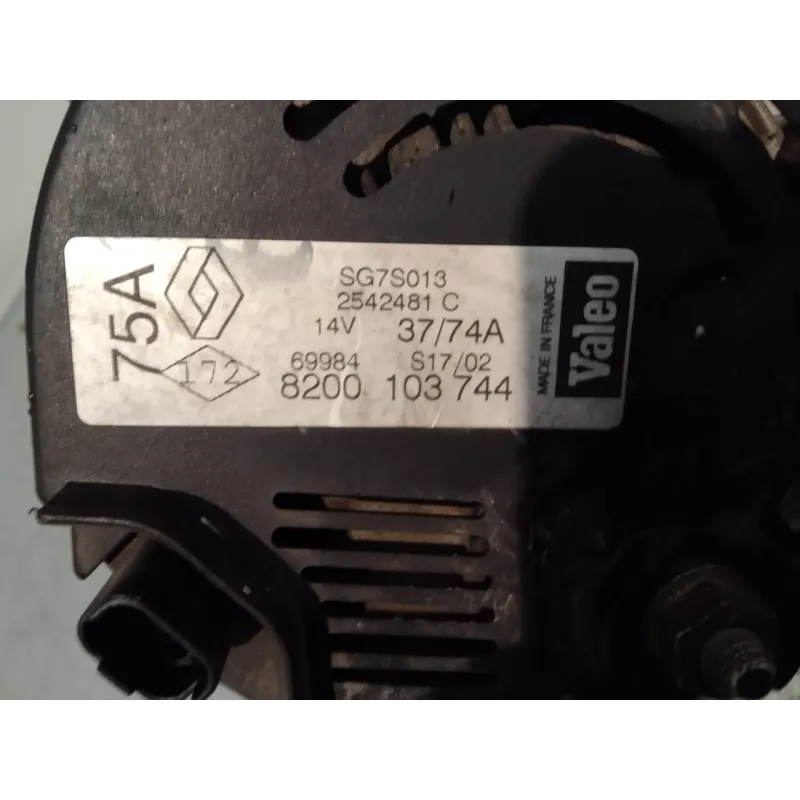 75A
172
SG7S013
2542481 C
14V 37/74A
69984 S17/02
8200 103 744
MADE IN FRANCE
Valeo